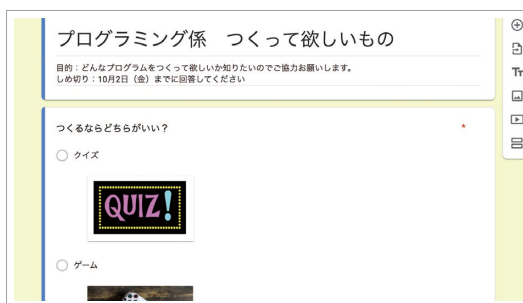 プログラミング係　つくって欲しいもの
目的：どんなプログラムをつくって欲しいか知りたいのでご協力お願いします。
しめ切り：10月2日（金）までに回答してください
つくるならどちらがいい？ *
クイズ
QUIZ!
ゲーム
Tт